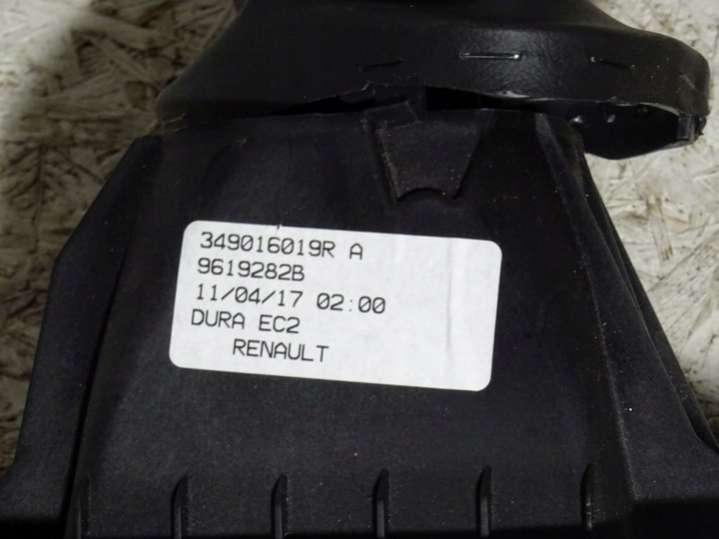 349016019R A
9619282B
11/04/17 02:00
DURA EC2
RENAULT